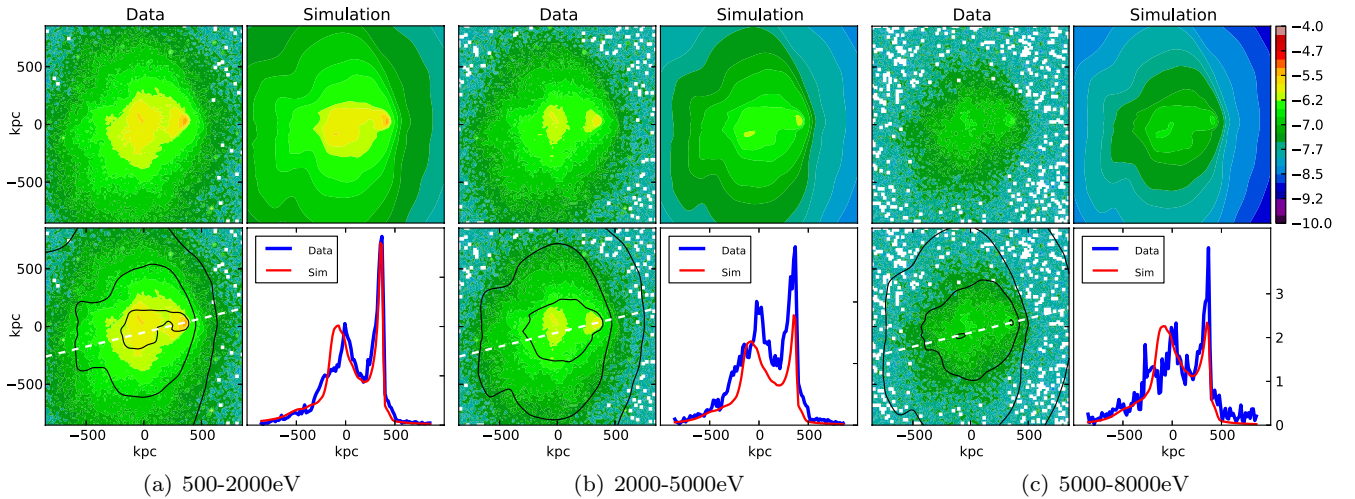 Data Simulation Data Simulation Data Simulation
500
0
−500
kpc
−4.0
−4.7
−5.5
−6.2
−7.0
−7.8
−8.5
−9.2
−10.0
Data
Sim
Data
Sim
Data
Sim
500
0
−500
kpc
3
2
1
0
−500 0 500 −500 0 500 −500 0 500 −500 0 500 −500 0 500 −500 0 500
kpc kpc kpc kpc kpc kpc
(a) 500-2000eV (b) 2000-5000eV (c) 5000-8000eV